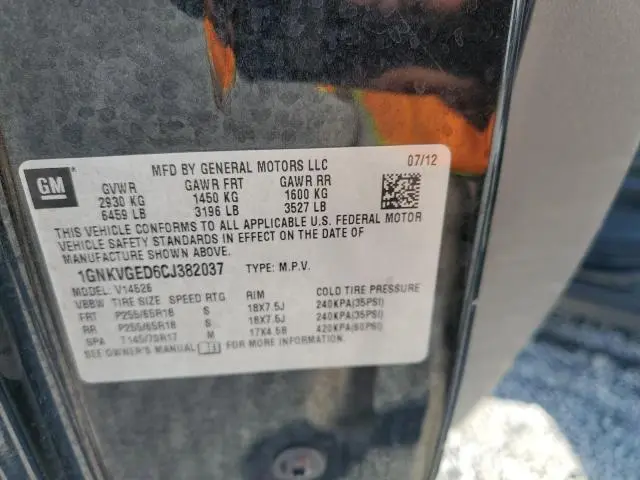 GM
MFD BY GENERAL MOTORS LLC 07/12
GVWR GAWR FRT GAWR RR
2930 KG 1450 KG 1600 KG
6459 LB 3196 LB 3527 LB
THIS VEHICLE CONFORMS TO ALL APPLICABLE U.S. FEDERAL MOTOR
VEHICLE SAFETY STANDARDS IN EFFECT ON THE DATE OF
MANUFACTURE SHOWN ABOVE.
1GNKVGED6CJ382037 TYPE: M.P.V.
MODEL: V14526
VBBW TIRE SIZE SPEED RTG RIM COLD TIRE PRESSURE
FRT P255/65R18 S 18X7.5J 240KPA(35PSI)
RR P255/65R18 S 18X7.5J 240KPA(35PSI)
SPA T145/70R17 M 17X4.5B 420KPA(60PSI)
SEE OWNER'S MANUAL FOR MORE INFORMATION.